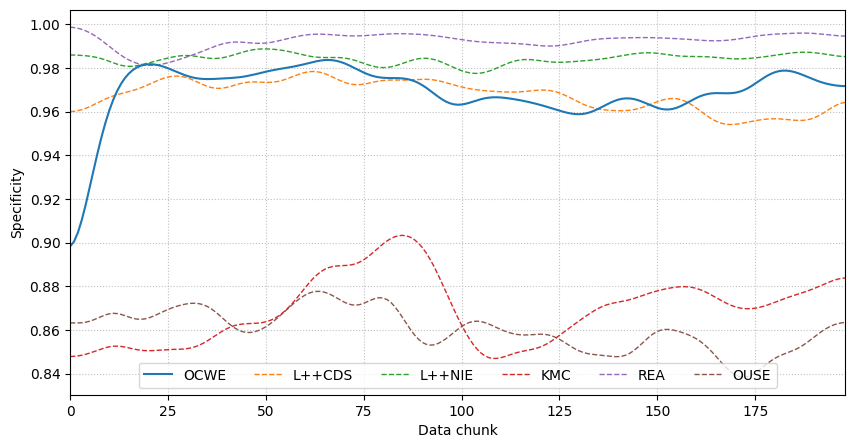 1.00
0.98
0.96
0.94
0.92
0.90
0.88
0.86
0.84
Specificity
OCWE L++CDS L++NIE KMC REA OUSE
0 25 50 75 100 125 150 175
Data chunk